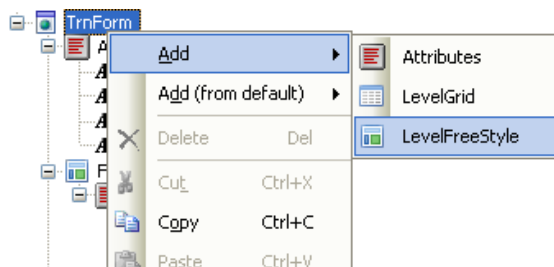 TrnForm
A
A
A
A
A
F
Add
Add (from default)
Delete Del
Cut Ctrl+X
Copy Ctrl+C
Paste Ctrl+V
Attributes
LevelGrid
LevelFreeStyle